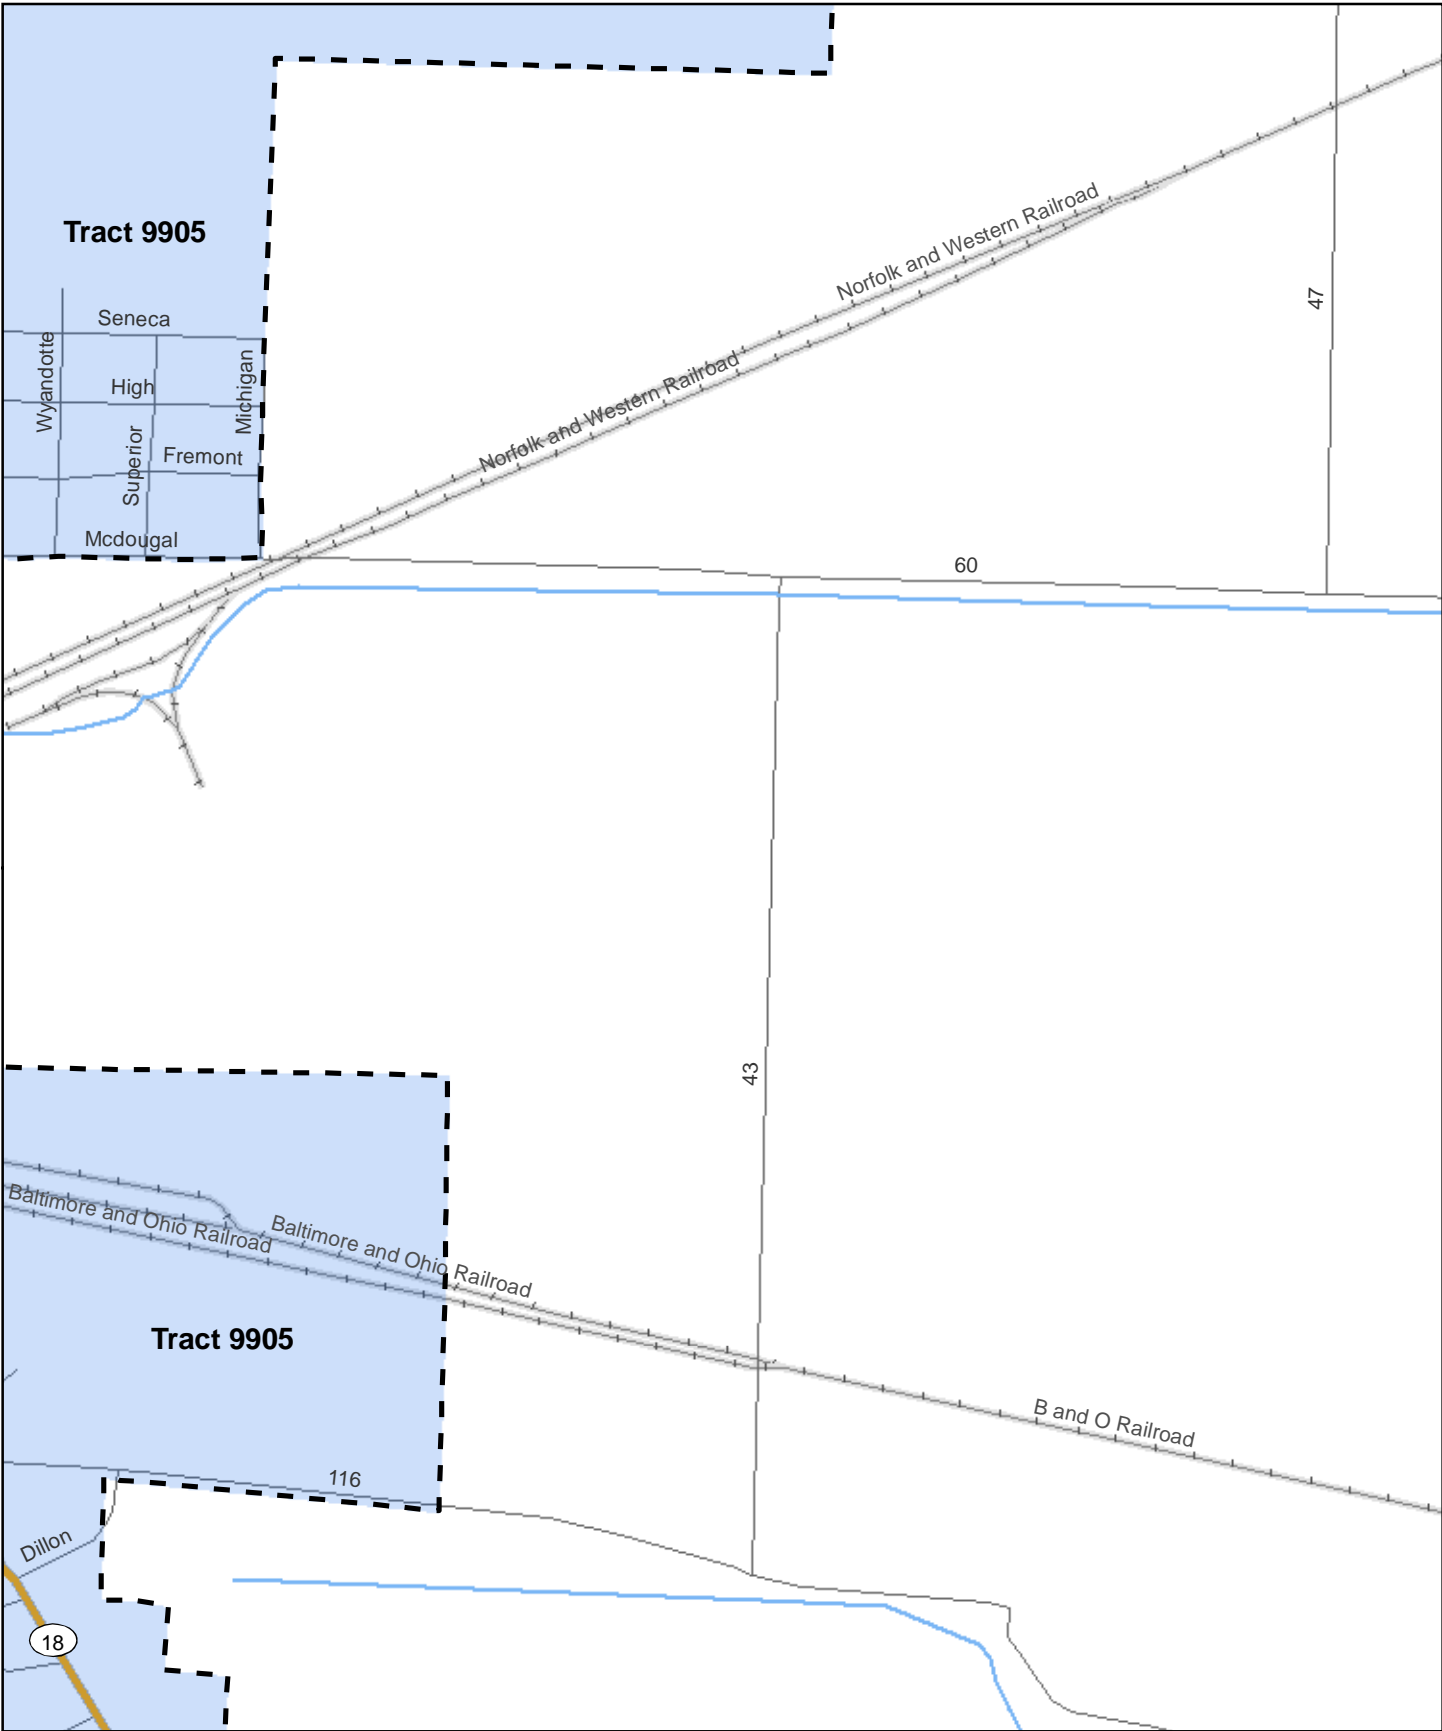 Tract 9905
Norfolk and Western Railroad
47
Seneca
Wyandotte
High
Michigan
Norfolk and Western Railroad
Superior
Fremont
Mcdougal
60
43
Baltimore and Ohio Railroad
Baltimore and Ohio Railroad
Tract 9905
B and O Railroad
116
Dillon
18